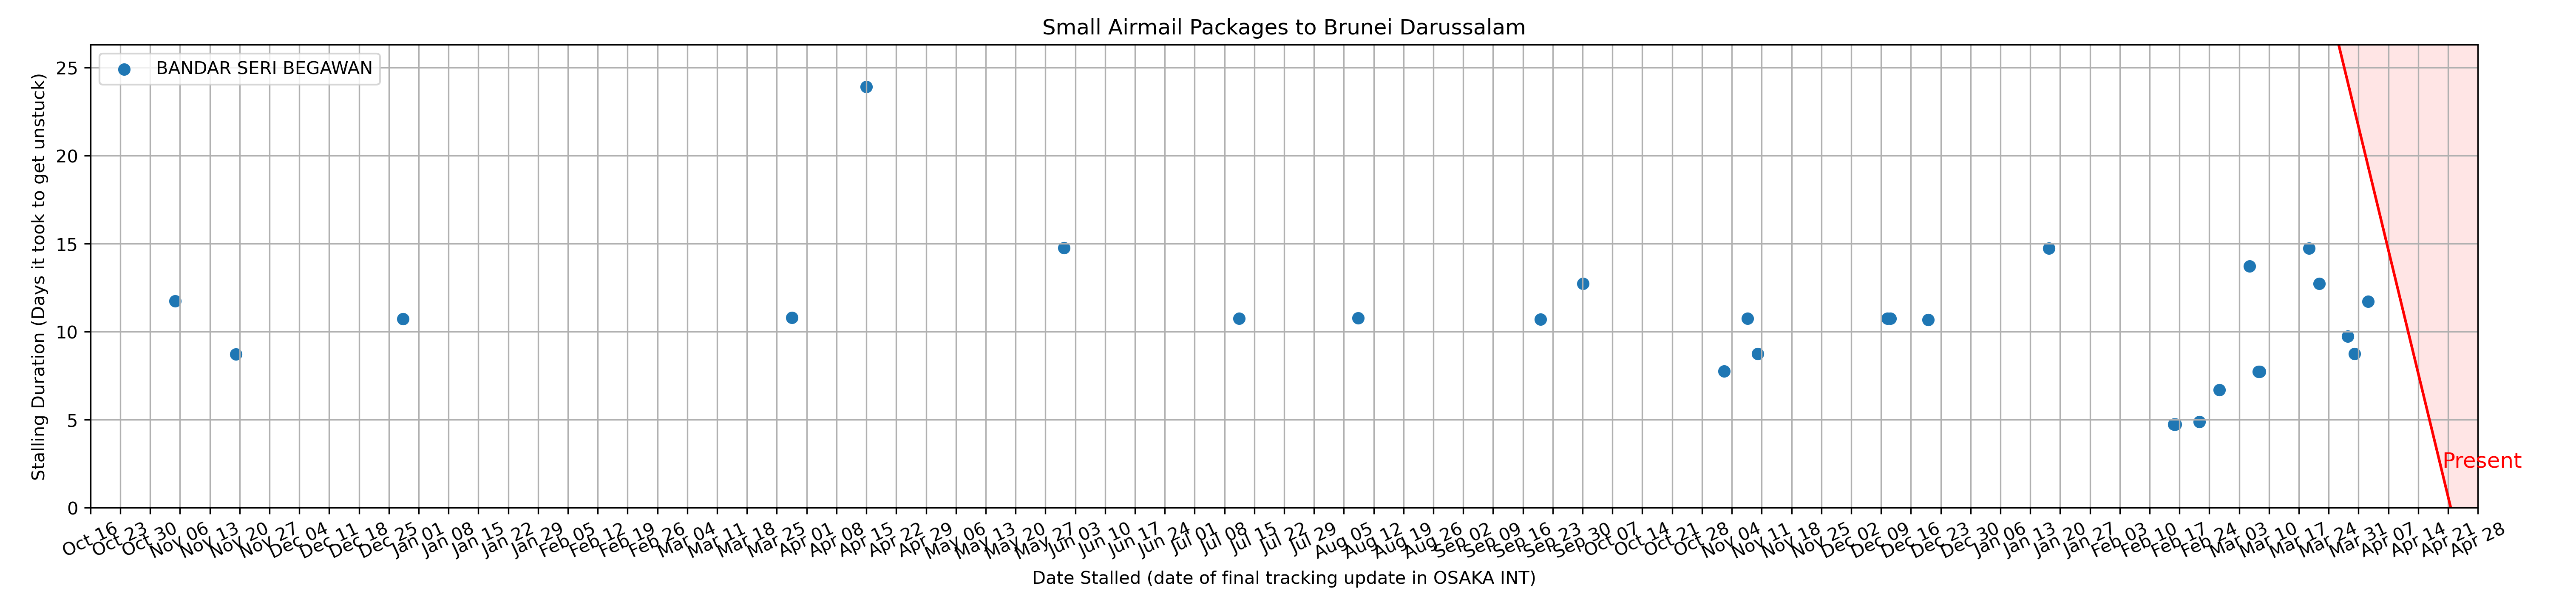 Small Airmail Packages to Brunei Darussalam
BANDAR SERI BEGAWAN
Stalling Duration (Days it took to get unstuck)
25
20
15
10
5
0
Present
Oct 16
Oct 23
Oct 30
Nov 06
Nov 13
Nov 20
Nov 27
Dec 04
Dec 11
Dec 18
Dec 25
Jan 01
Jan 08
Jan 15
Jan 22
Jan 29
Feb 05
Feb 12
Feb 19
Feb 26
Mar 04
Mar 11
Mar 18
Mar 25
Apr 01
Apr 08
Apr 15
Apr 22
Apr 29
May 06
May 13
May 20
May 27
Jun 03
Jun 10
Jun 17
Jun 24
Jul 01
Jul 08
Jul 15
Jul 22
Jul 29
Aug 05
Aug 12
Aug 19
Aug 26
Sep 02
Sep 09
Sep 16
Sep 23
Sep 30
Oct 07
Oct 14
Oct 21
Oct 28
Nov 04
Nov 11
Nov 18
Nov 25
Dec 02
Dec 09
Dec 16
Dec 23
Dec 30
Jan 06
Jan 13
Jan 20
Jan 27
Feb 03
Feb 10
Feb 17
Feb 24
Mar 03
Mar 10
Mar 17
Mar 24
Mar 31
Apr 07
Apr 14
Apr 21
Apr 28
Date Stalled (date of final tracking update in OSAKA INT)